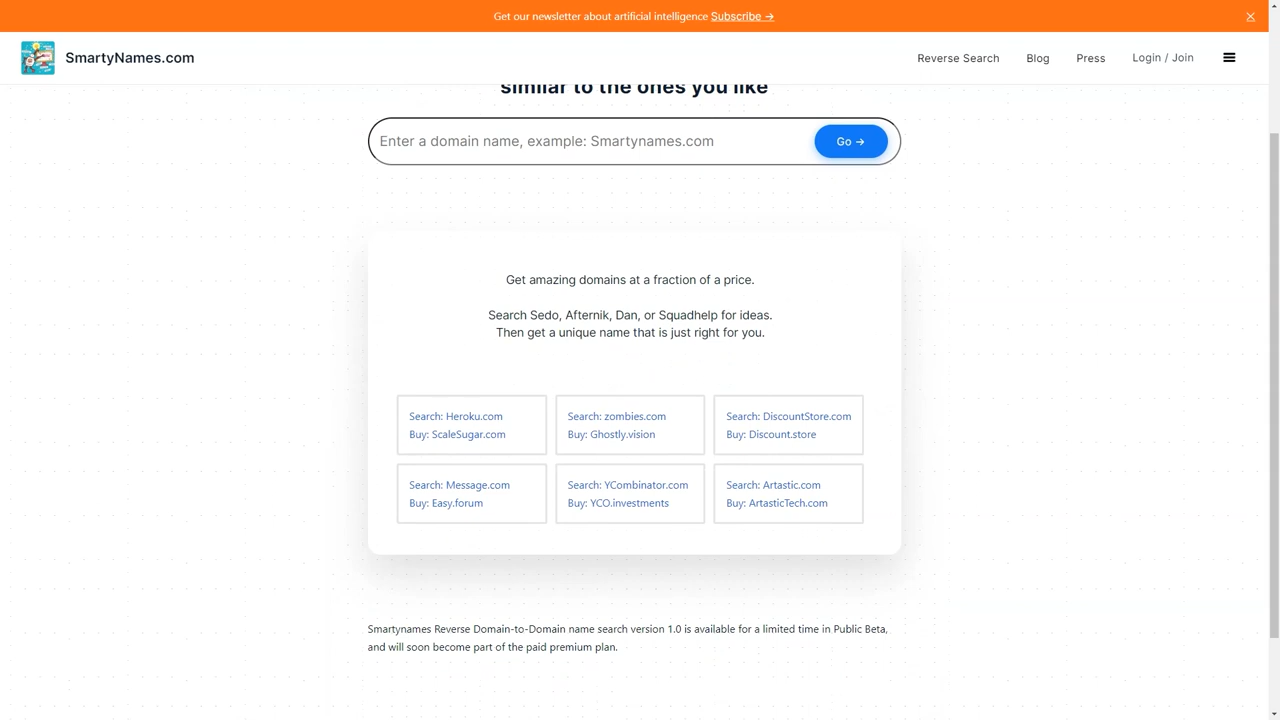 Get our newsletter about artificial intelligence Subscribe →
SmartyNames.com
Reverse Search
Blog
Press
Login / Join
similar to the ones you like
Enter a domain name, example: Smartynames.com
Go →
Get amazing domains at a fraction of a price.
Search Sedo, Afternik, Dan, or Squadhelp for ideas.
Then get a unique name that is just right for you.
Search: Heroku.com
Buy: ScaleSugar.com
Search: zombies.com
Buy: Ghostly.vision
Search: DiscountStore.com
Buy: Discount.store
Search: Message.com
Buy: Easy.forum
Search: YCombinator.com
Buy: YCO.investments
Search: Artastic.com
Buy: ArtasticTech.com
Smartynames Reverse Domain-to-Domain name search version 1.0 is available for a limited time in Public Beta,
and will soon become part of the paid premium plan.